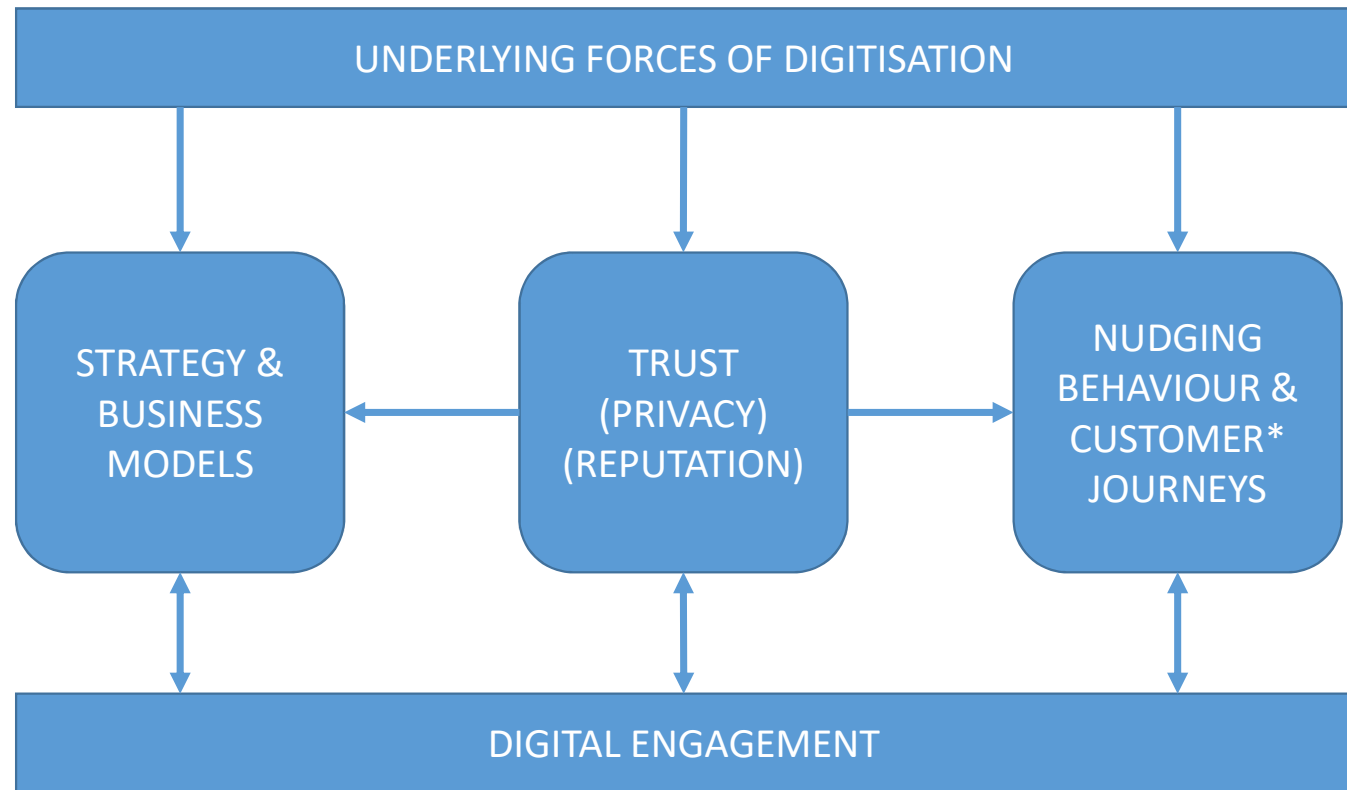 UNDERLYING FORCES OF DIGITISATION
STRATEGY &
BUSINESS
MODELS
TRUST
(PRIVACY)
(REPUTATION)
NUDGING
BEHAVIOUR &
CUSTOMER*
JOURNEYS
DIGITAL ENGAGEMENT